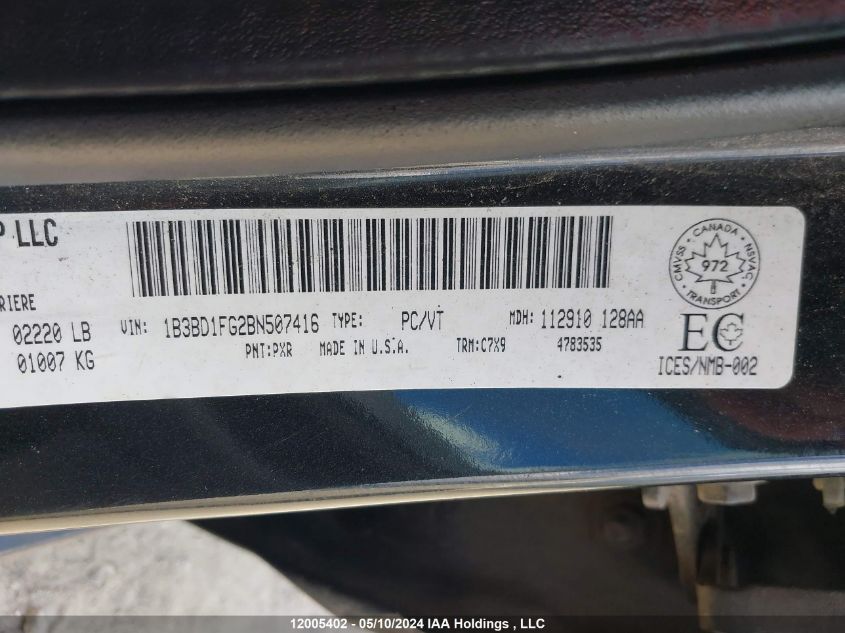 P LLC
RIERE
02220 LB
01007 KG
VIN: 1B3BD1FG2BN507416 TYPE: PC/VT MDH: 112910 128AA
PNT:PXR MADE IN U.S.A. TRM:C7X9 4783535
CANADA
CMVSS NSVAC
972
TRANSPORT
EC
ICES/NMB-002
12005402 - 05/10/2024 IAA Holdings , LLC